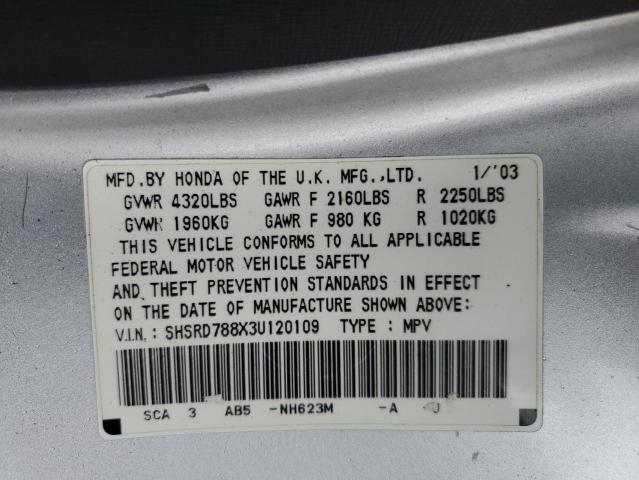 MFD.BY HONDA OF THE U.K. MFG.,LTD. 1/'03
GVWR 4320LBS GAWR F 2160LBS R 2250LBS
GVWR 1960KG GAWR F 980 KG R 1020KG
THIS VEHICLE CONFORMS TO ALL APPLICABLE
FEDERAL MOTOR VEHICLE SAFETY
AND THEFT PREVENTION STANDARDS IN EFFECT
ON THE DATE OF MANUFACTURE SHOWN ABOVE:
V.I.N.: SHSRD788X3U120109 TYPE : MPV
SCA 3 AB5 -NH623M -A J